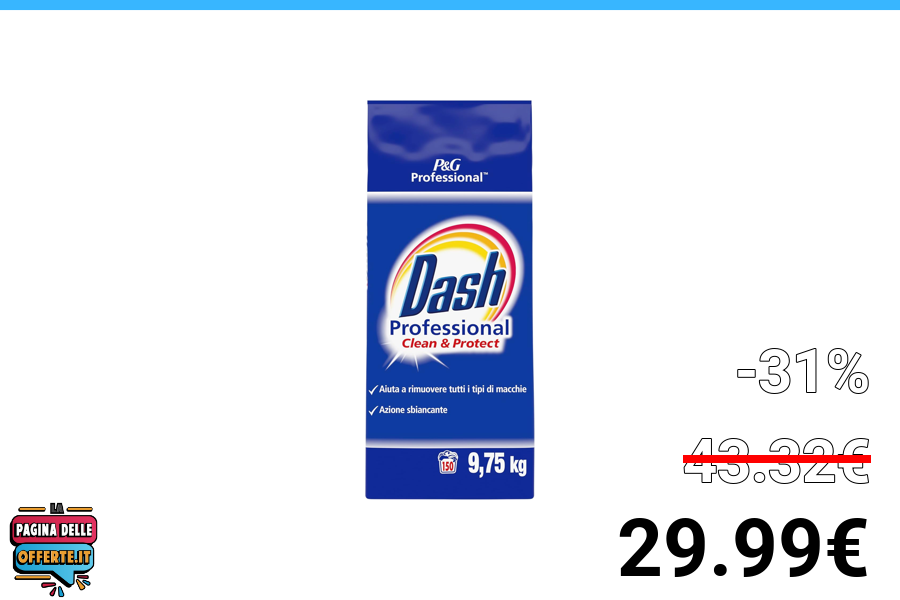 P&G
Professional™
Dash
Professional
Clean & Protect
Aiuta a rimuovere tutti i tipi di macchie
Azione sbiancante
150
9,75 kg
-31%
43.32€
29.99€
LA
PAGINA DELLE
OFFERTE.IT